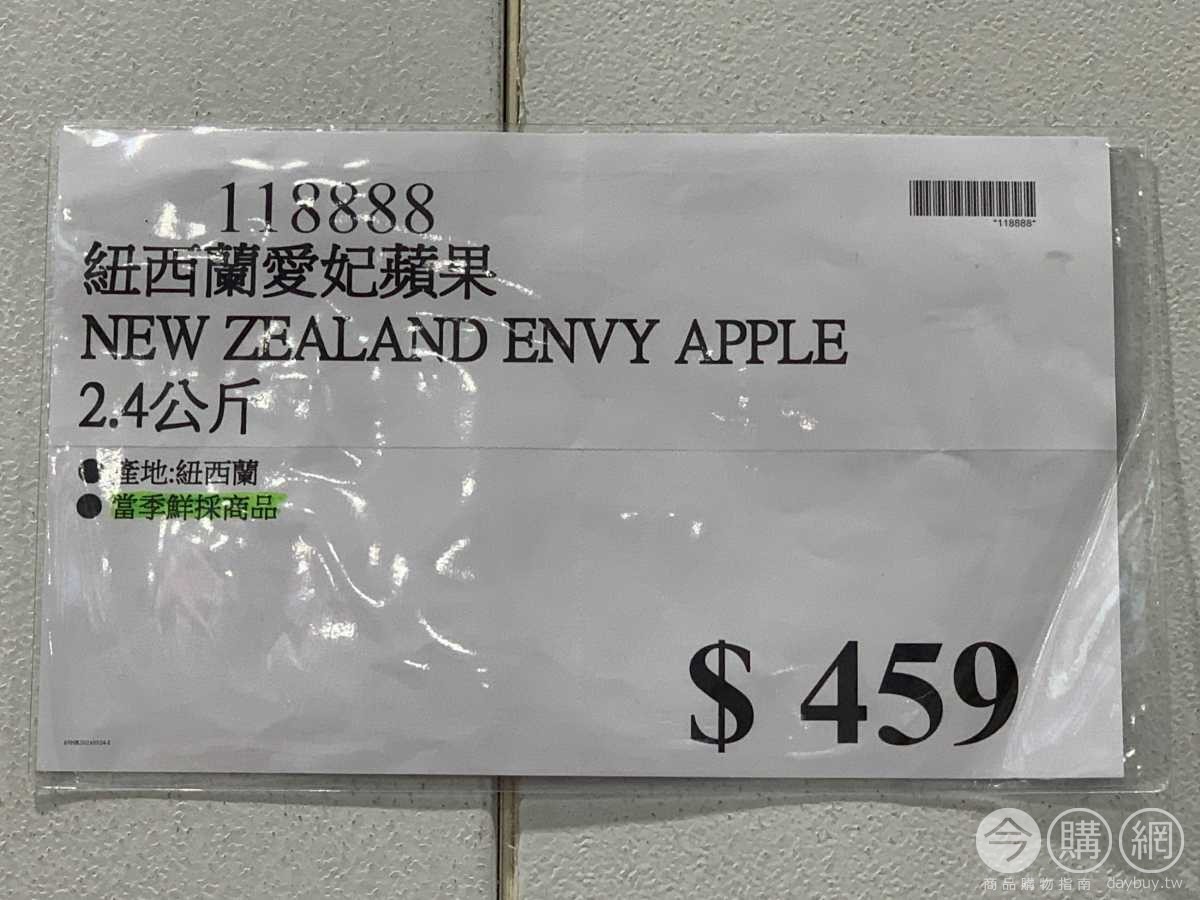 118888
*118888*
紐西蘭愛妃蘋果
NEW ZEALAND ENVY APPLE
2.4公斤
● 產地:紐西蘭
● 當季鮮採商品
$ 459
今購網
商品購物指南 daybuy.tw